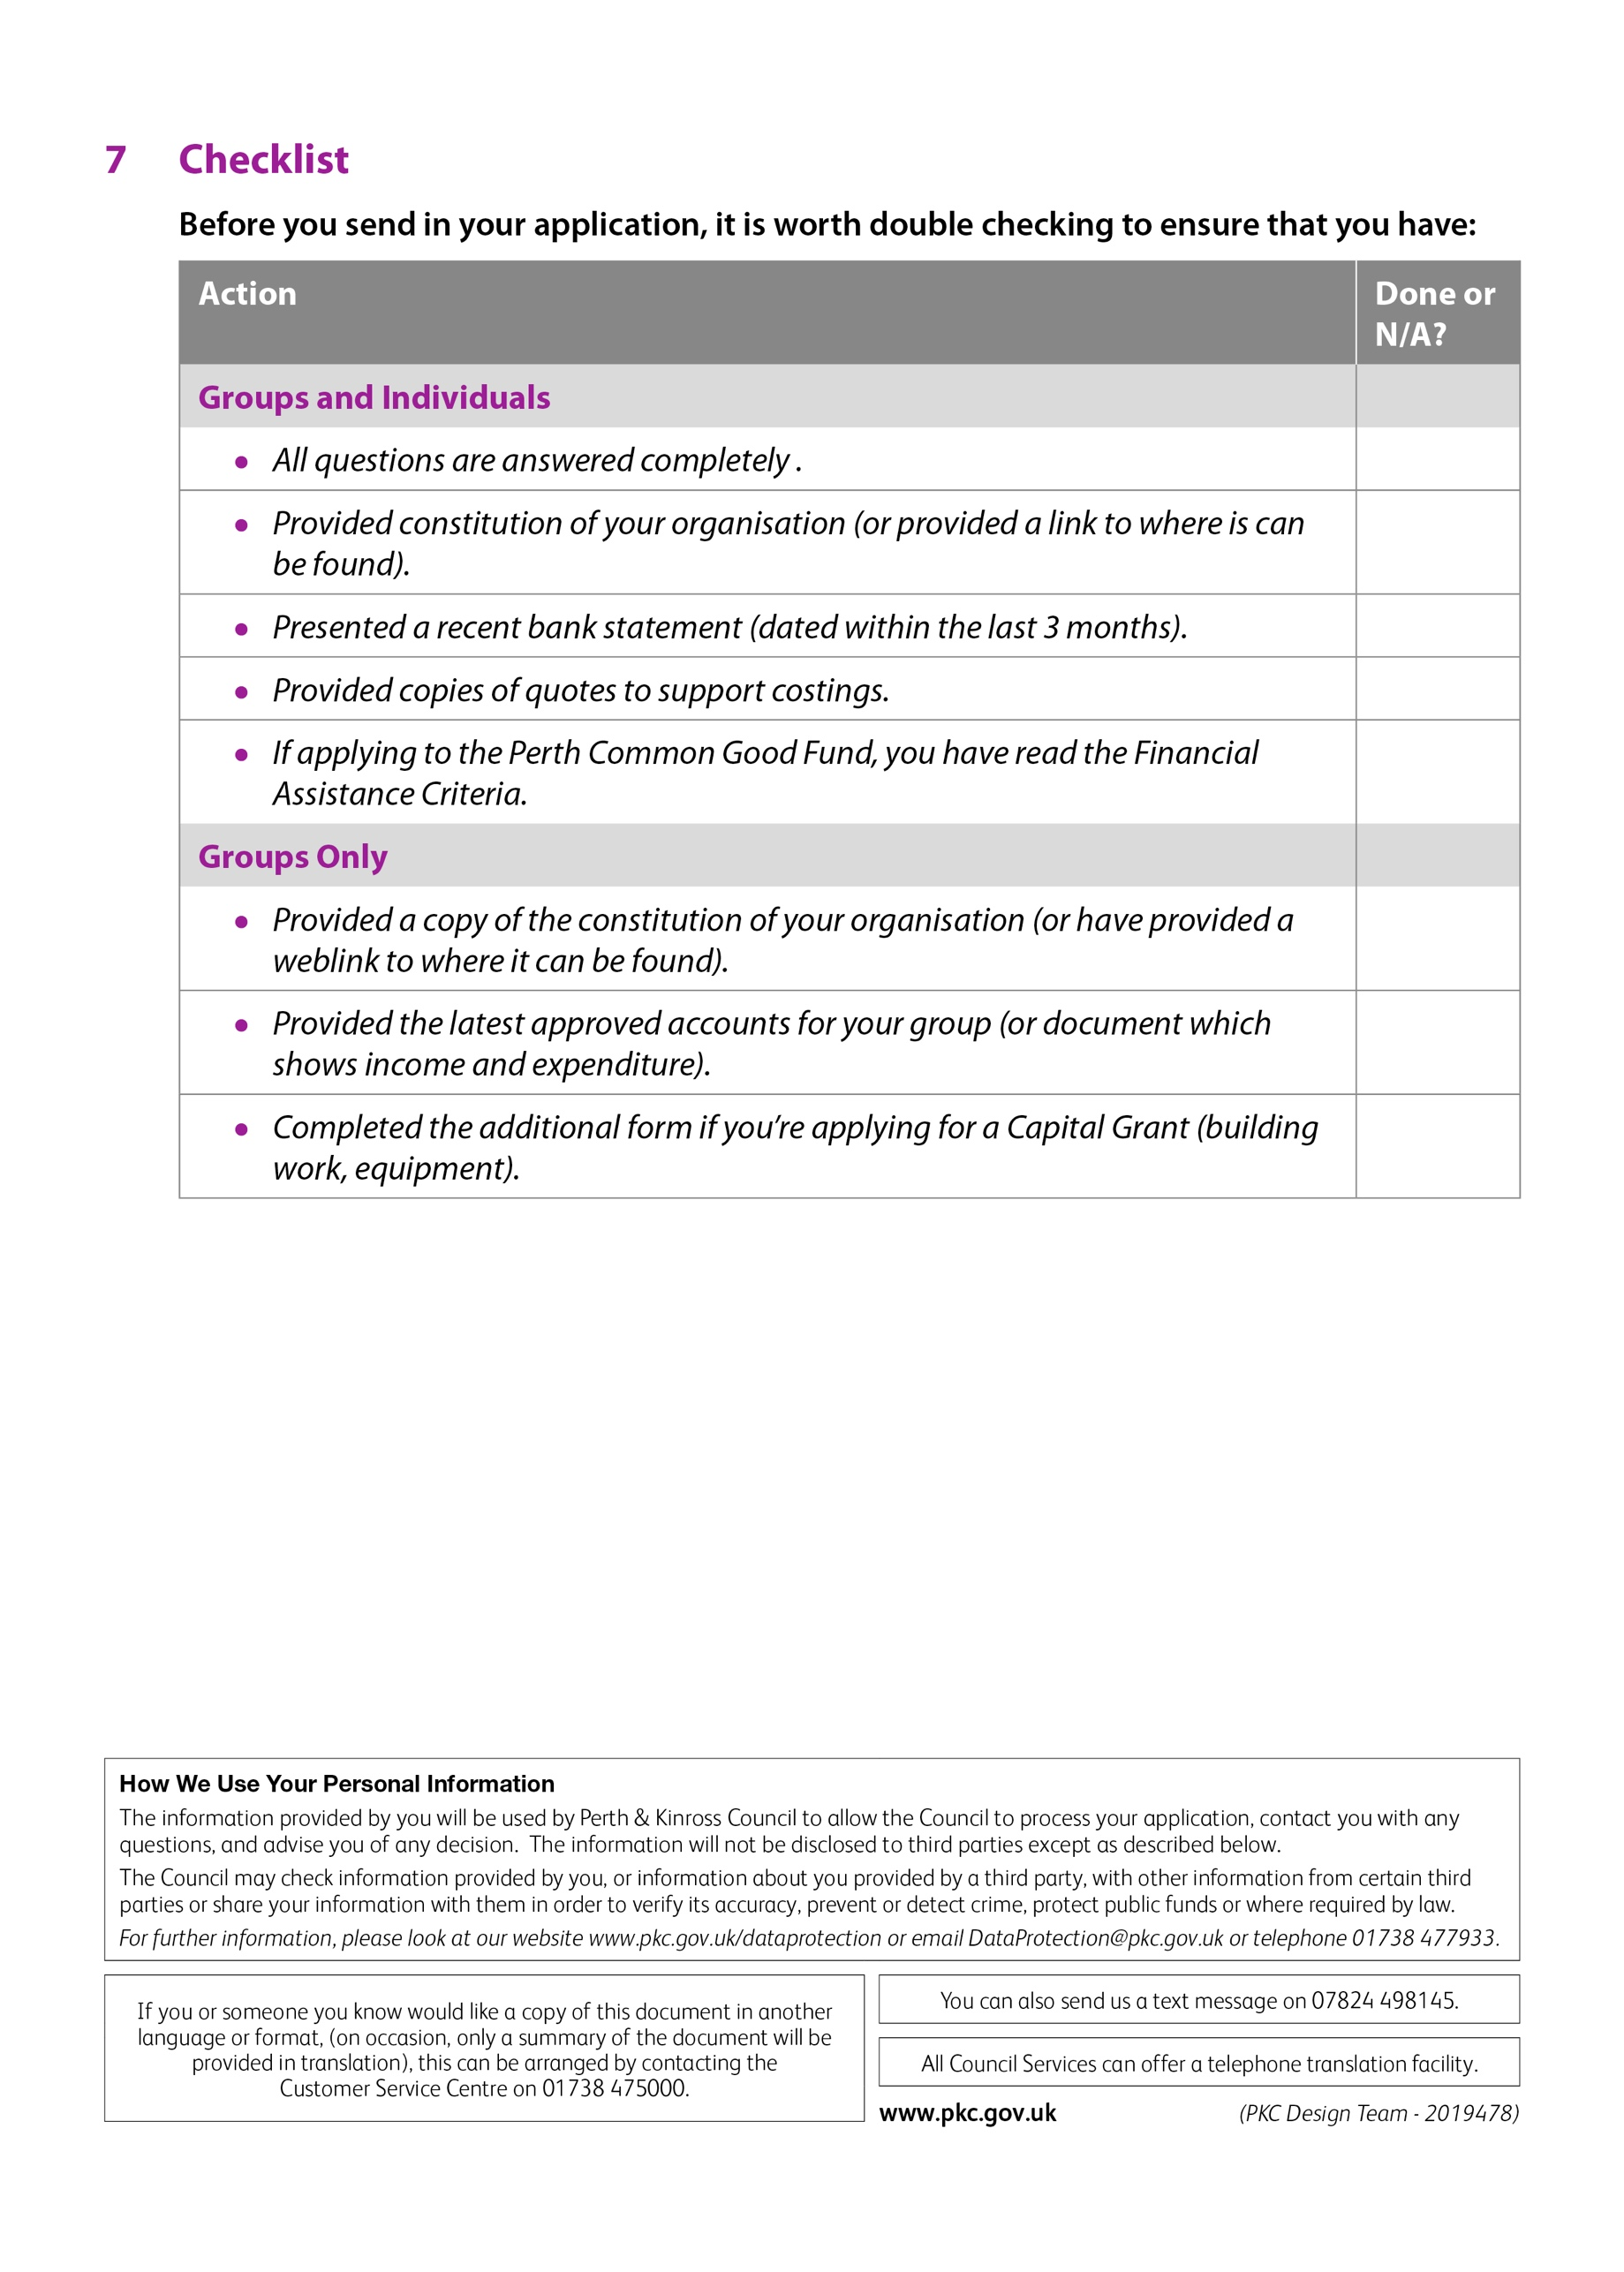 7 Checklist
Before you send in your application, it is worth double checking to ensure that you have:
Action
Done or
N/A?
Groups and Individuals
• All questions are answered completely .
• Provided constitution of your organisation (or provided a link to where is can
be found).
• Presented a recent bank statement (dated within the last 3 months).
• Provided copies of quotes to support costings.
• If applying to the Perth Common Good Fund, you have read the Financial
Assistance Criteria.
Groups Only
• Provided a copy of the constitution of your organisation (or have provided a
weblink to where it can be found).
• Provided the latest approved accounts for your group (or document which
shows income and expenditure).
• Completed the additional form if you’re applying for a Capital Grant (building
work, equipment).
How We Use Your Personal Information
The information provided by you will be used by Perth & Kinross Council to allow the Council to process your application, contact you with any
questions, and advise you of any decision. The information will not be disclosed to third parties except as described below.
The Council may check information provided by you, or information about you provided by a third party, with other information from certain third
parties or share your information with them in order to verify its accuracy, prevent or detect crime, protect public funds or where required by law.
For further information, please look at our website www.pkc.gov.uk/dataprotection or email DataProtection@pkc.gov.uk or telephone 01738 477933.
If you or someone you know would like a copy of this document in another
language or format, (on occasion, only a summary of the document will be
provided in translation), this can be arranged by contacting the
Customer Service Centre on 01738 475000.
You can also send us a text message on 07824 498145.
All Council Services can offer a telephone translation facility.
www.pkc.gov.uk
(PKC Design Team - 2019478)